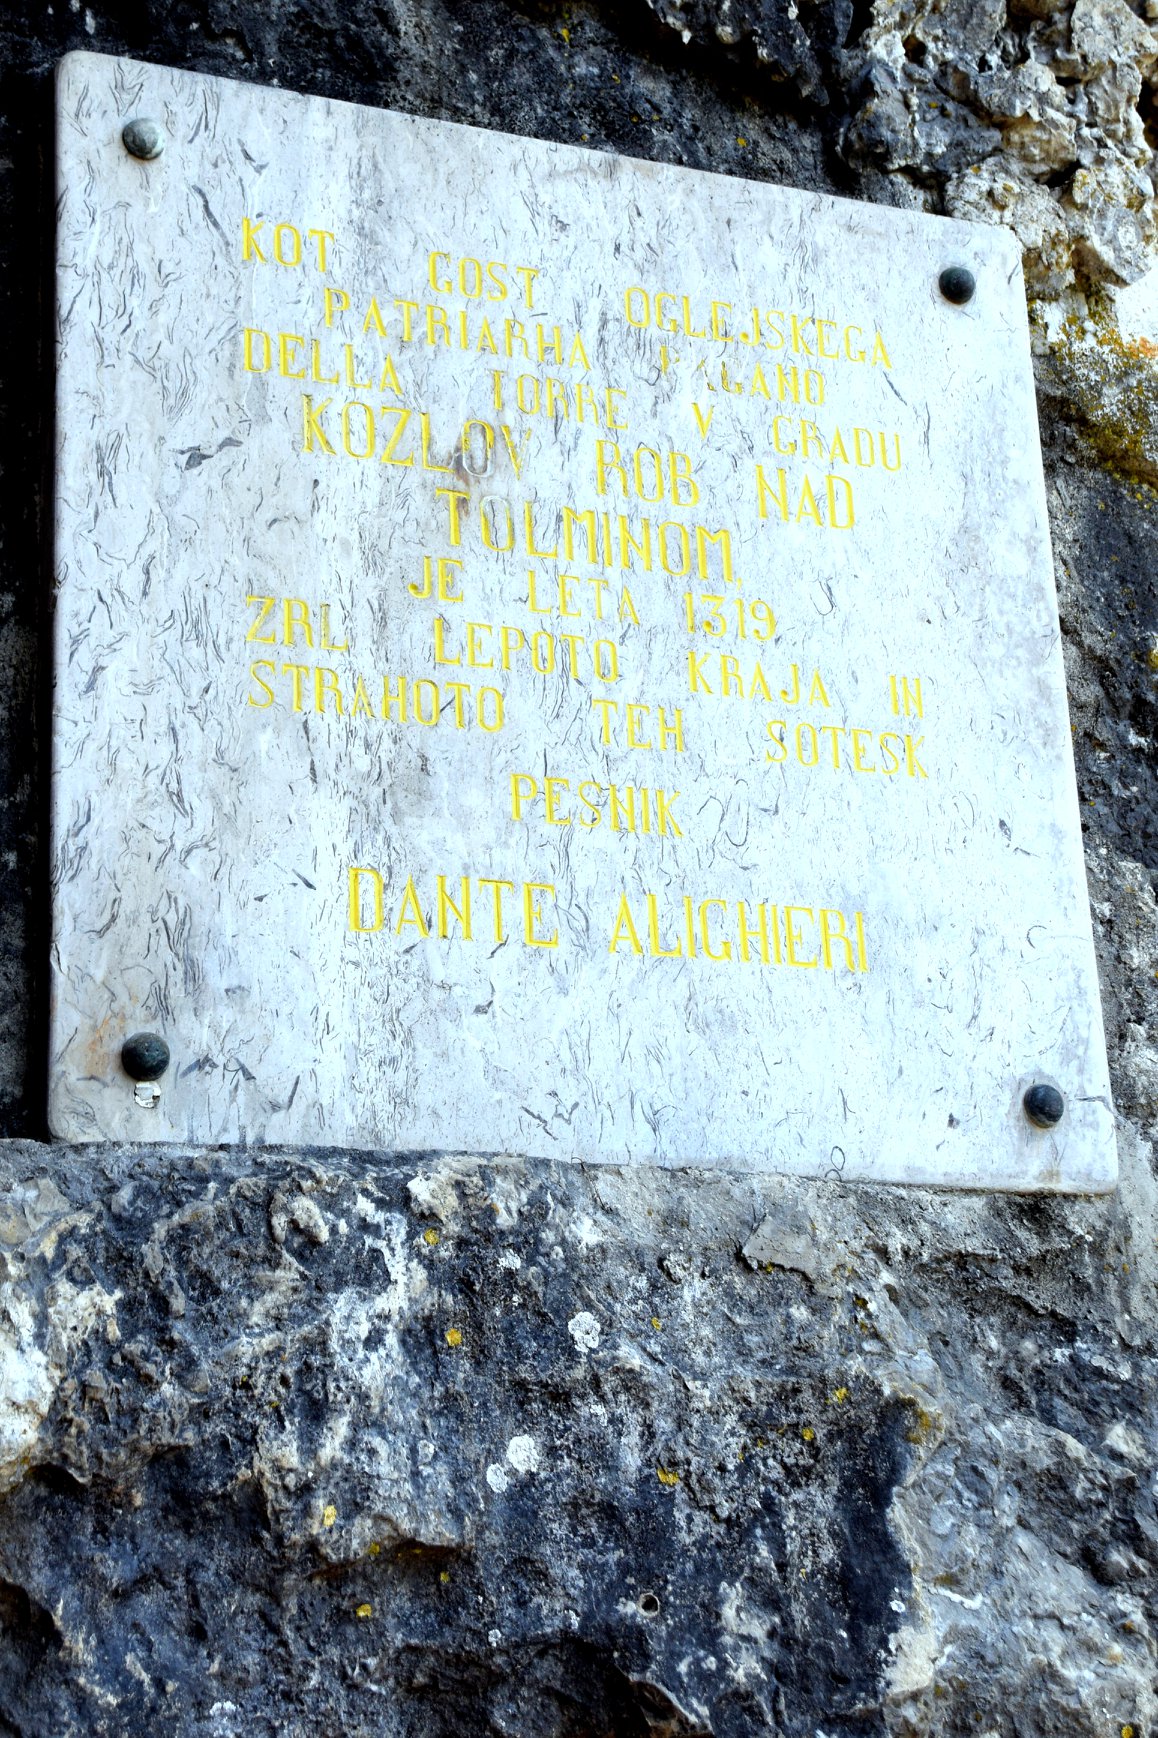 KOT GOST OGLEJSKEGA
PATRIARHA PAGANO
DELLA TORRE V GRADU
KOZLOV ROB NAD
TOLMINOM,
JE LETA 1319
ZRL LEPOTO KRAJA IN
STRAHOTO TEH SOTESK
PESNIK
DANTE ALIGHIERI